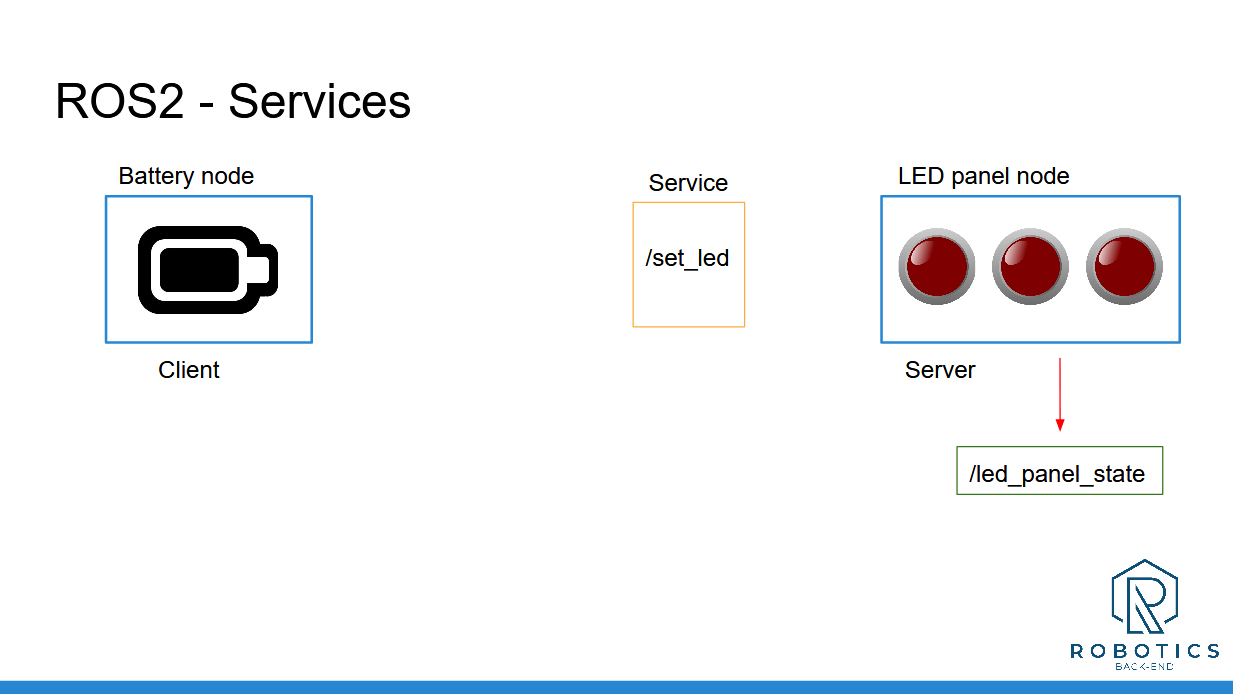 ROS2 - Services
Battery node
Service
LED panel node
/set_led
Client
Server
/led_panel_state
ROBOTICS
BACK-END